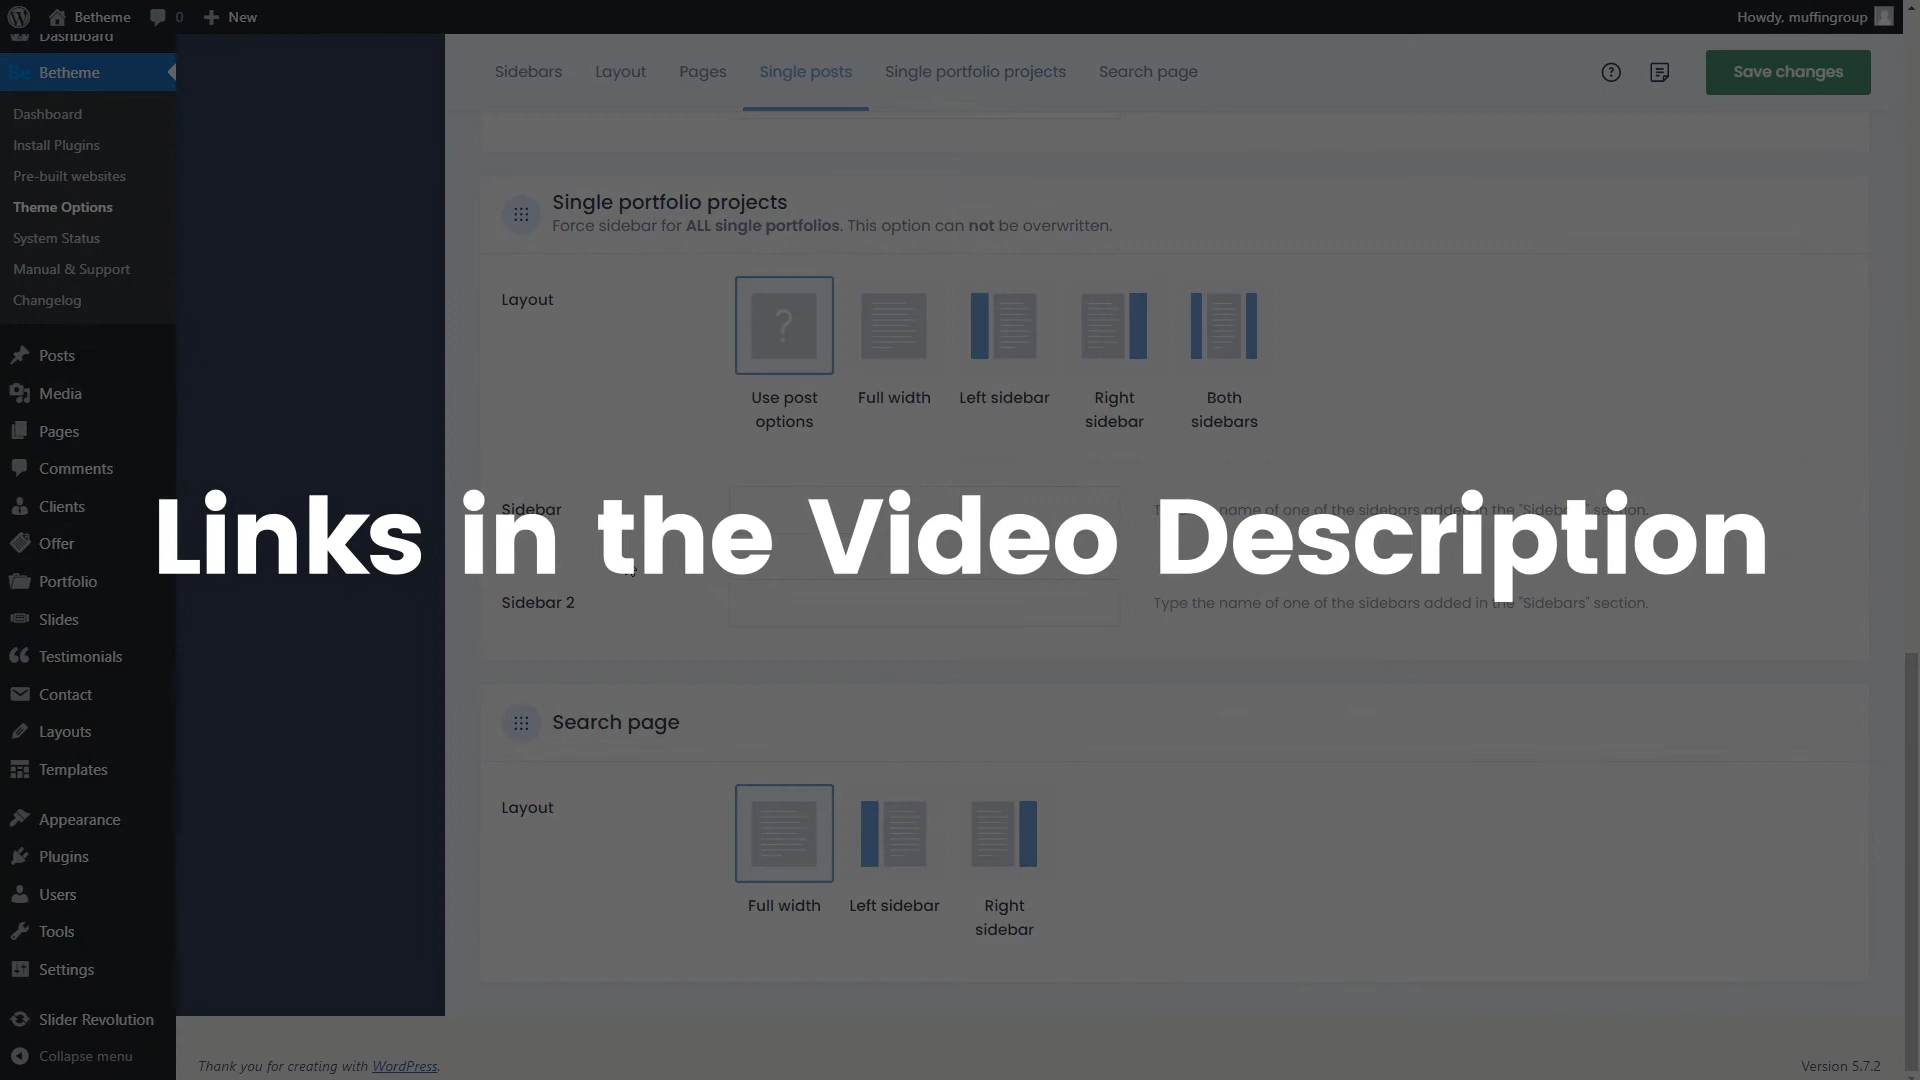 Betheme
0
New
Howdy, muffingroup
Dashboard
Betheme
Dashboard
Install Plugins
Pre-built websites
Theme Options
System Status
Manual & Support
Changelog
Posts
Media
Pages
Comments
Clients
Offer
Portfolio
Slides
Testimonials
Contact
Layouts
Templates
Appearance
Plugins
Users
Tools
Settings
Slider Revolution
Collapse menu
Sidebars
Layout
Pages
Single posts
Single portfolio projects
Search page
Save changes
Single portfolio projects
Force sidebar for ALL single portfolios. This option can not be overwritten.
Layout
?
Use post
options
Full width
Left sidebar
Right
sidebar
Both
sidebars
Sidebar
name of one of the sidebars added in the "Sidebars" section.
Links in the Video Description
Sidebar 2
Type the name of one of the sidebars added in the "Sidebars" section.
Search page
Layout
Full width
Left sidebar
Right
sidebar
Thank you for creating with WordPress.
Version 5.7.2